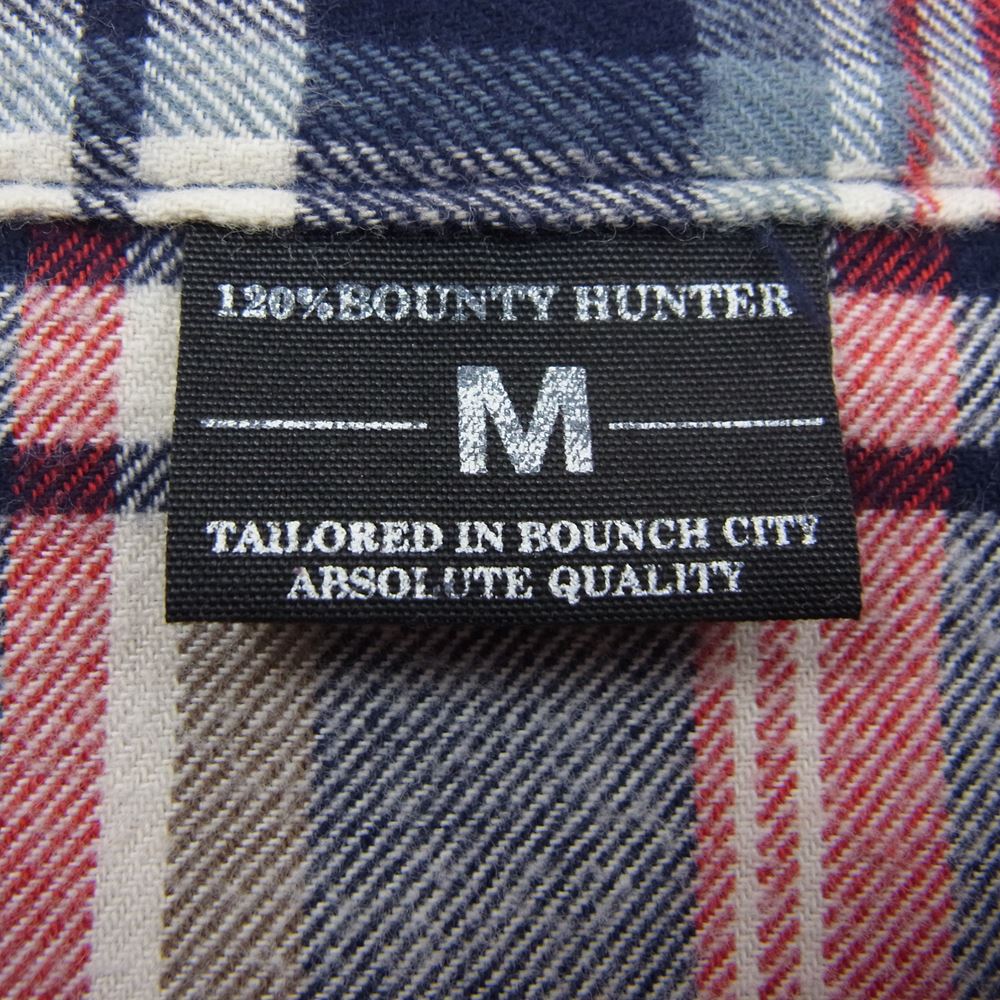 120%BOUNTY HUNTER
M
TAILORED IN BOUNCH CITY
ABSOLUTE QUALITY